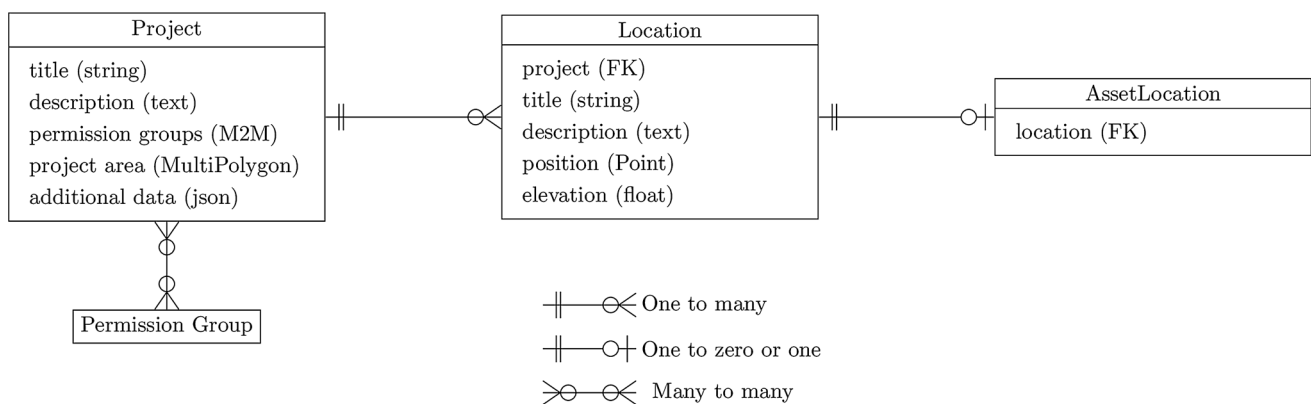 Project
title (string)
description (text)
permission groups (M2M)
project area (MultiPolygon)
additional data (json)
Location
project (FK)
title (string)
description (text)
position (Point)
elevation (float)
AssetLocation
location (FK)
Permission Group
One to many
One to zero or one
Many to many